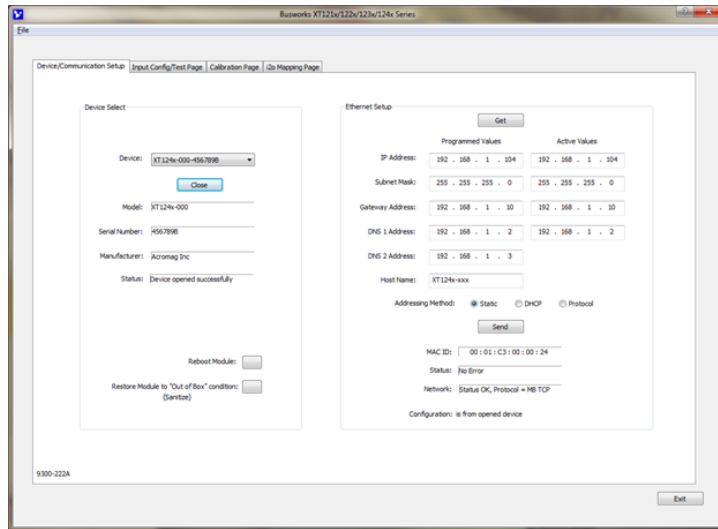 Busworks XT121x/122x/123x/124x Series
File
Device/Communication Setup Input Config/Test Page Calibration Page i2o Mapping Page
Device Select
Device: XT124x-000-456789B
Close
Model: XT124x-000
Serial Number: 456789B
Manufacturer: Acromag Inc
Status: Device opened successfully
Reboot Module:
Restore Module to "Out of Box" condition:
(Sanitize)
Ethernet Setup
Get
Programmed Values Active Values
IP Address: 192 . 168 . 1 . 104 192 . 168 . 1 . 104
Subnet Mask: 255 . 255 . 255 . 0 255 . 255 . 255 . 0
Gateway Address: 192 . 168 . 1 . 10 192 . 168 . 1 . 10
DNS 1 Address: 192 . 168 . 1 . 2 192 . 168 . 1 . 2
DNS 2 Address: 192 . 168 . 1 . 3
Host Name: XT124x-xxx
Addressing Method: Static DHCP Protocol
Send
MAC ID: 00 : 01 : C3 : 00 : 00 : 24
Status: No Error
Network: Status OK, Protocol = MB TCP
Configuration: is from opened device
9300-222A
Exit